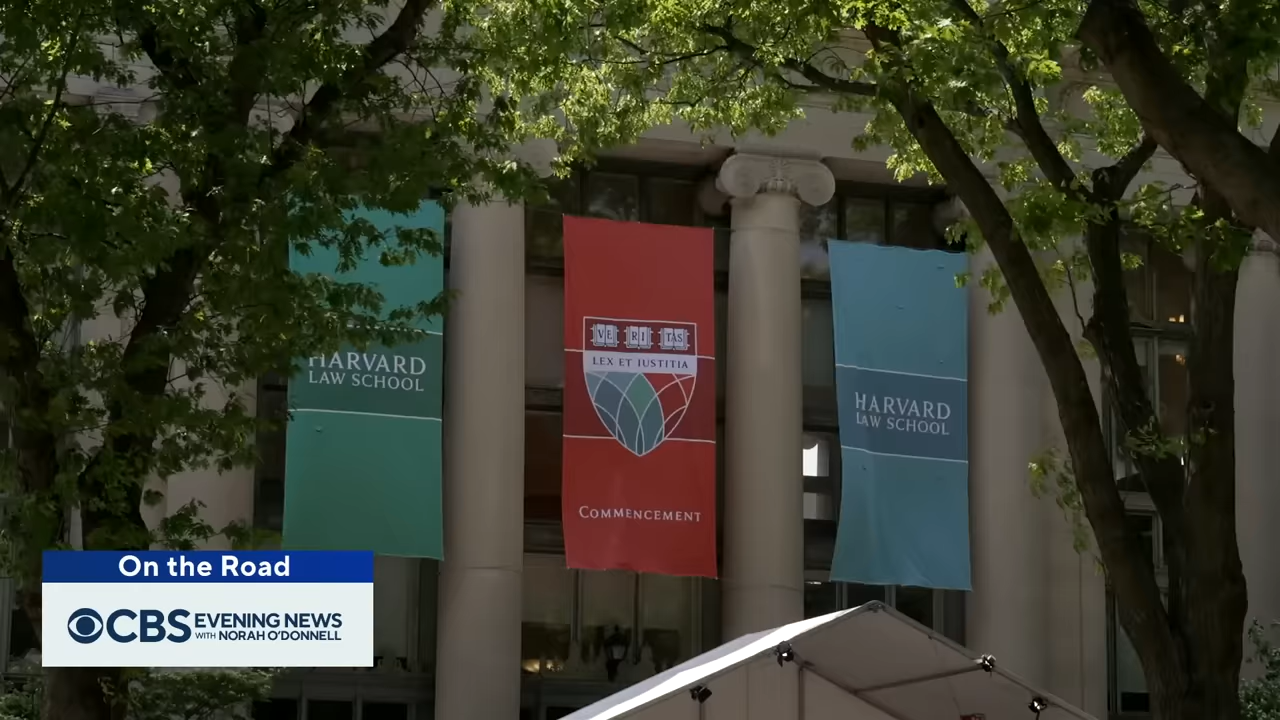 HARVARD
LAW SCHOOL
VE RI TAS
LEX ET IUSTITIA
COMMENCEMENT
HARVARD
LAW SCHOOL
On the Road
CBS EVENING NEWS
WITH NORAH O'DONNELL